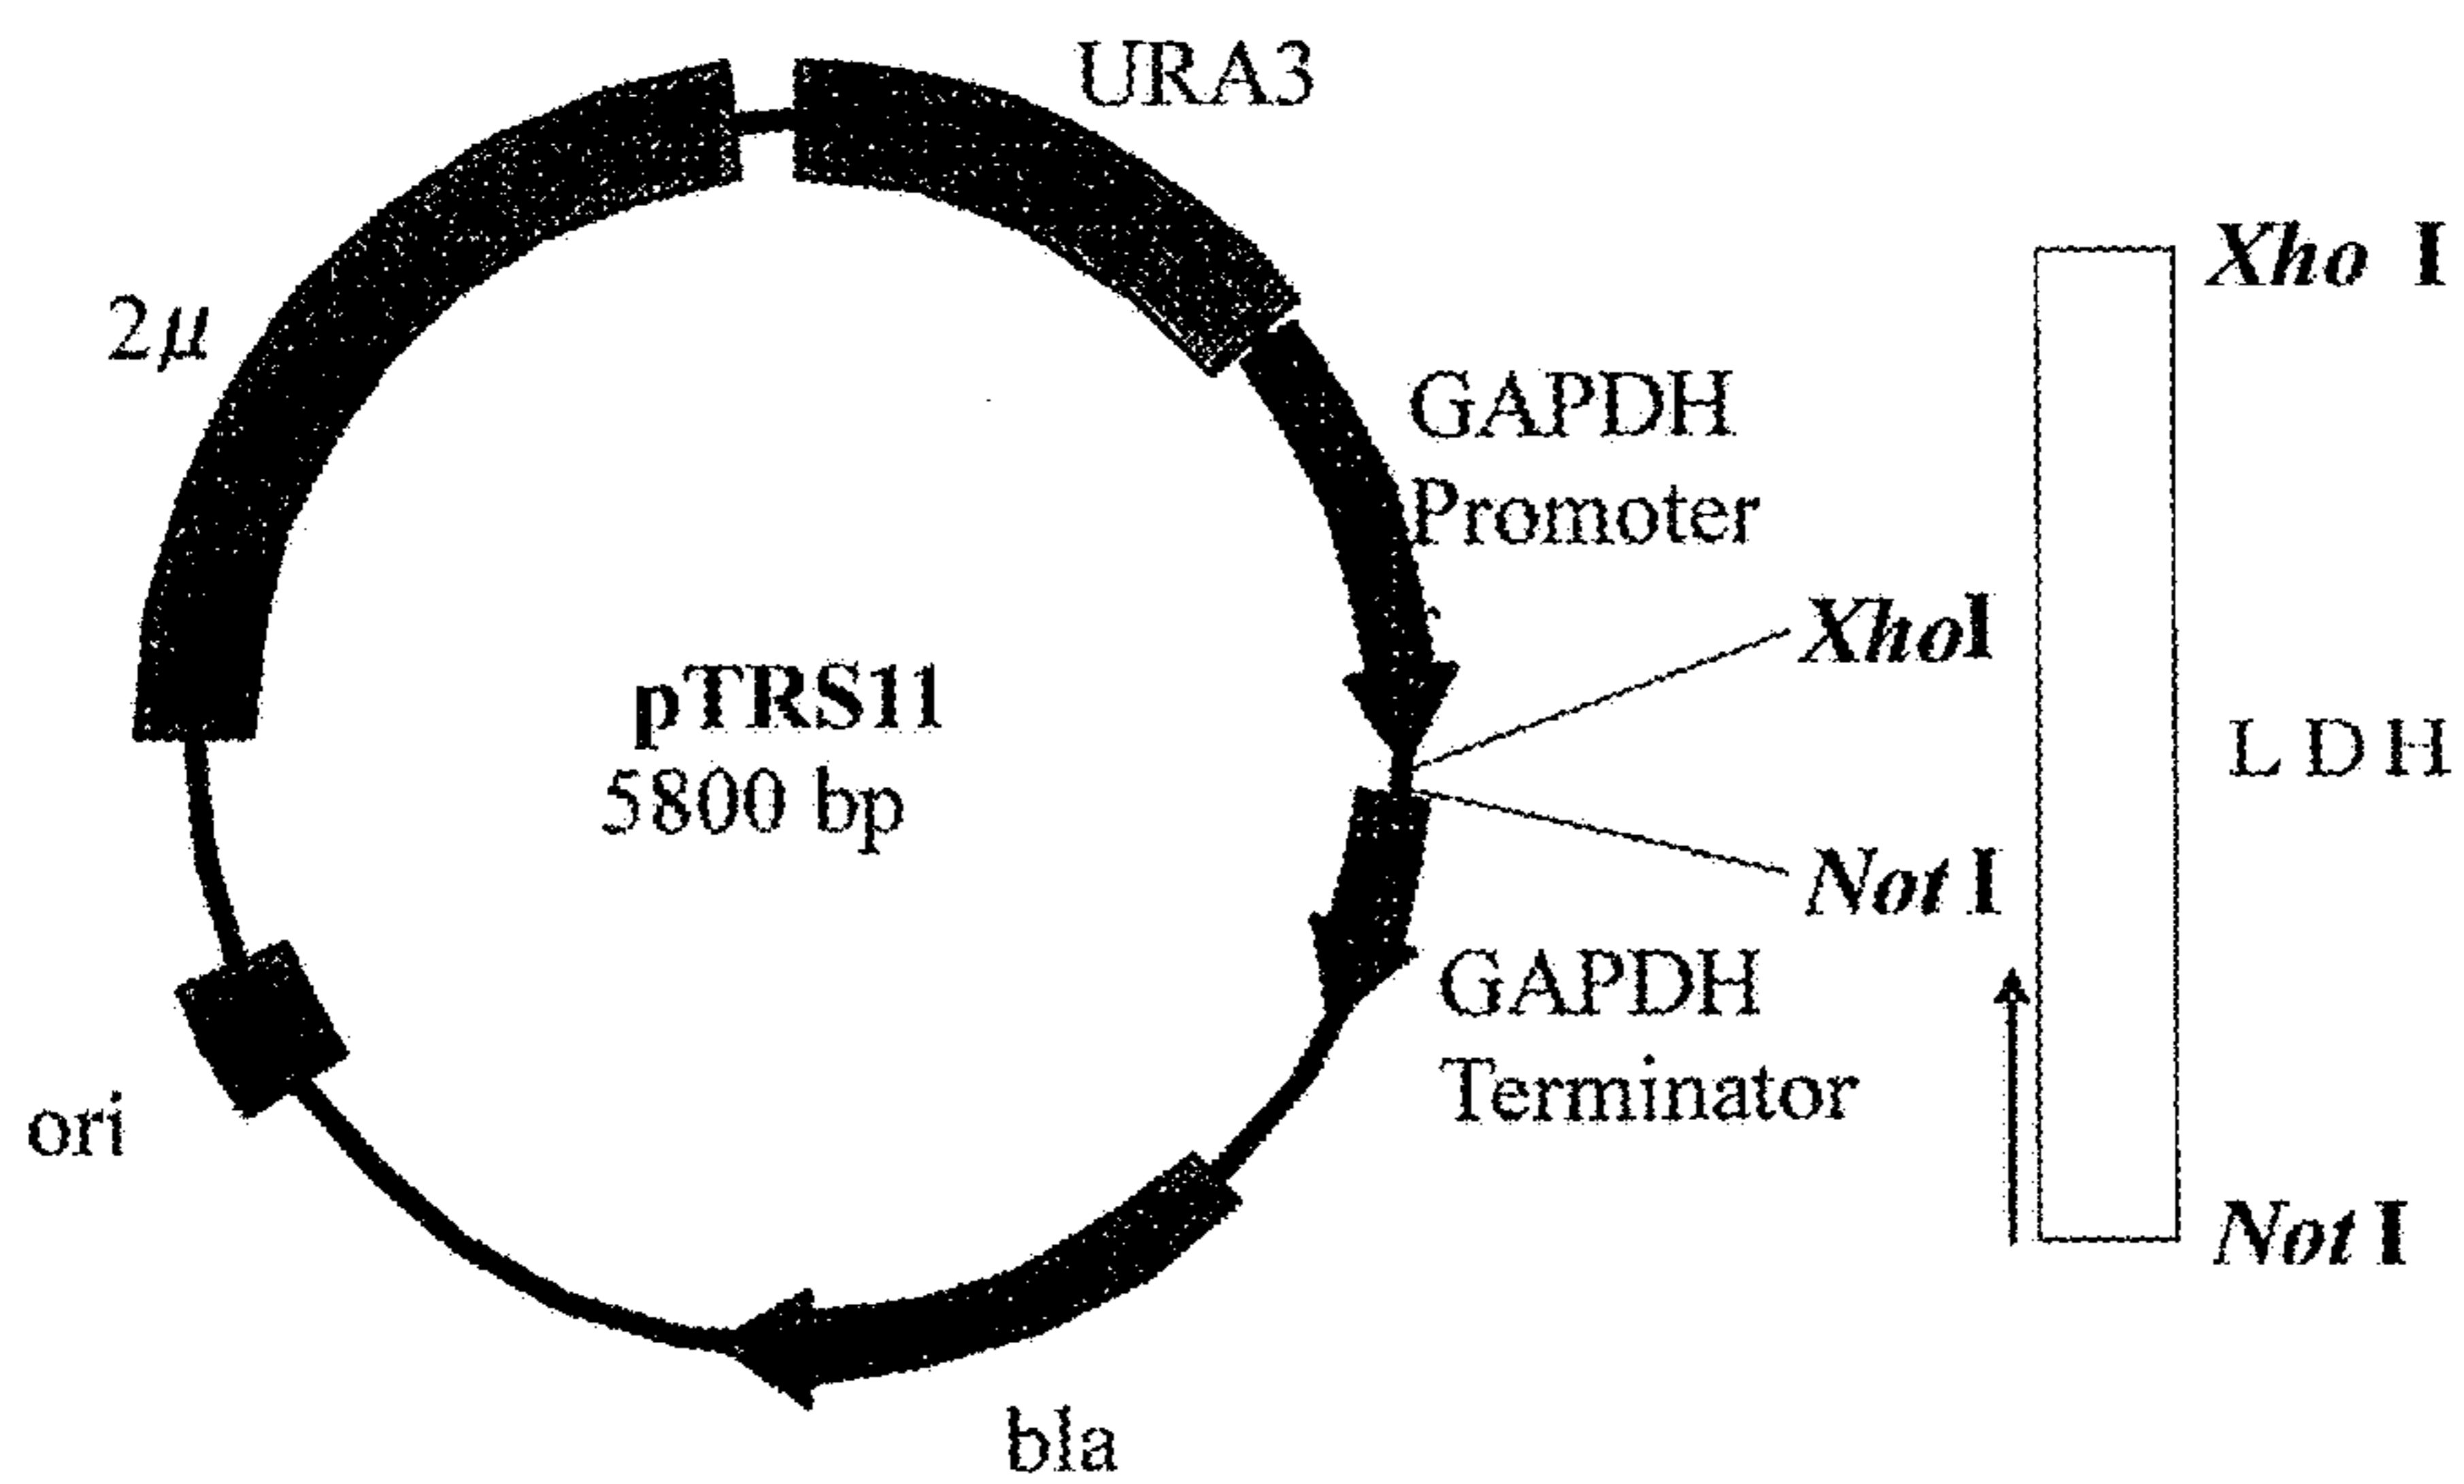 URA3
2μ
GAPDH
Promoter
pTRS11
5800 bp
XhoI
Not I
GAPDH
Terminator
ori
bla
Xho I
LDH
Not I